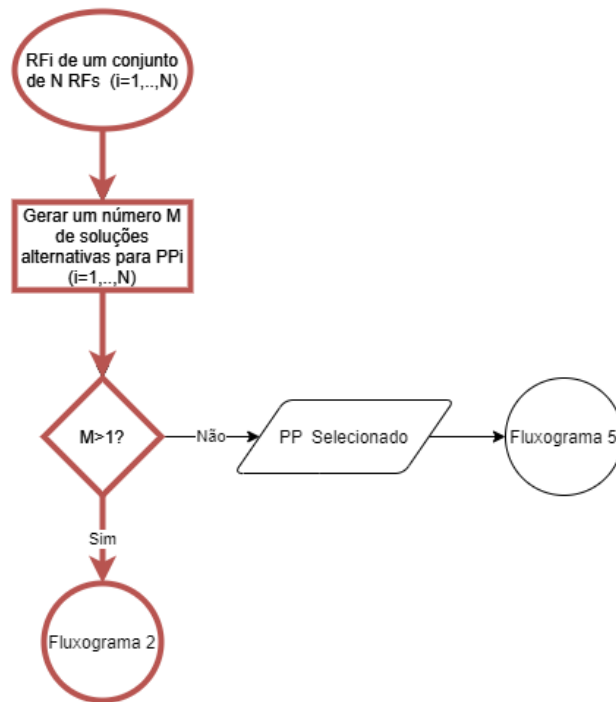 RFi de um conjunto
de N RFs (i=1,..,N)
Gerar um número M
de soluções
alternativas para PPi
(i=1,..,N)
M>1?
Não
PP Selecionado
Fluxograma 5
Sim
Fluxograma 2